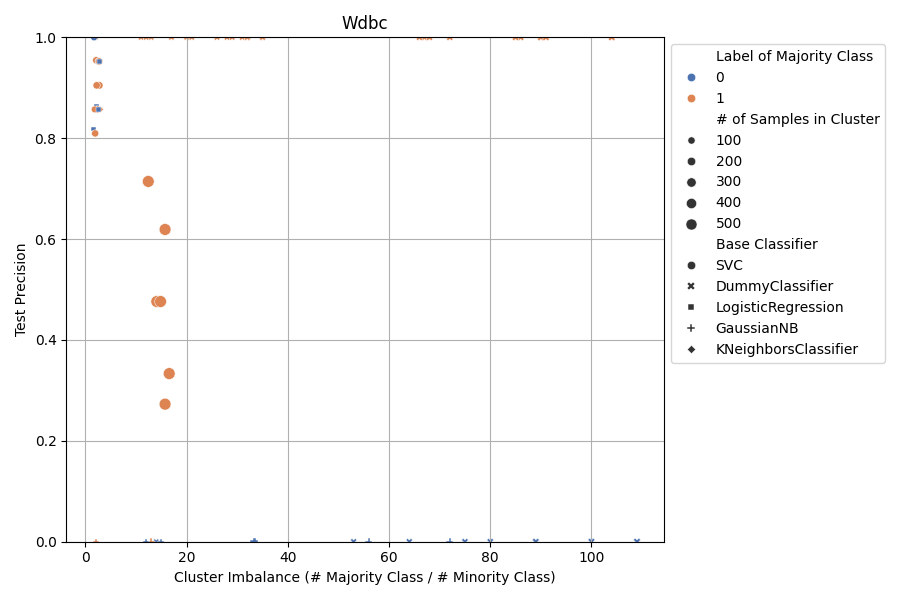 Wdbc
1.0
0.8
0.6
0.4
0.2
0.0
Test Precision
0 20 40 60 80 100
Cluster Imbalance (# Majority Class / # Minority Class)
Label of Majority Class
0
1
# of Samples in Cluster
100
200
300
400
500
Base Classifier
SVC
DummyClassifier
LogisticRegression
GaussianNB
KNeighborsClassifier